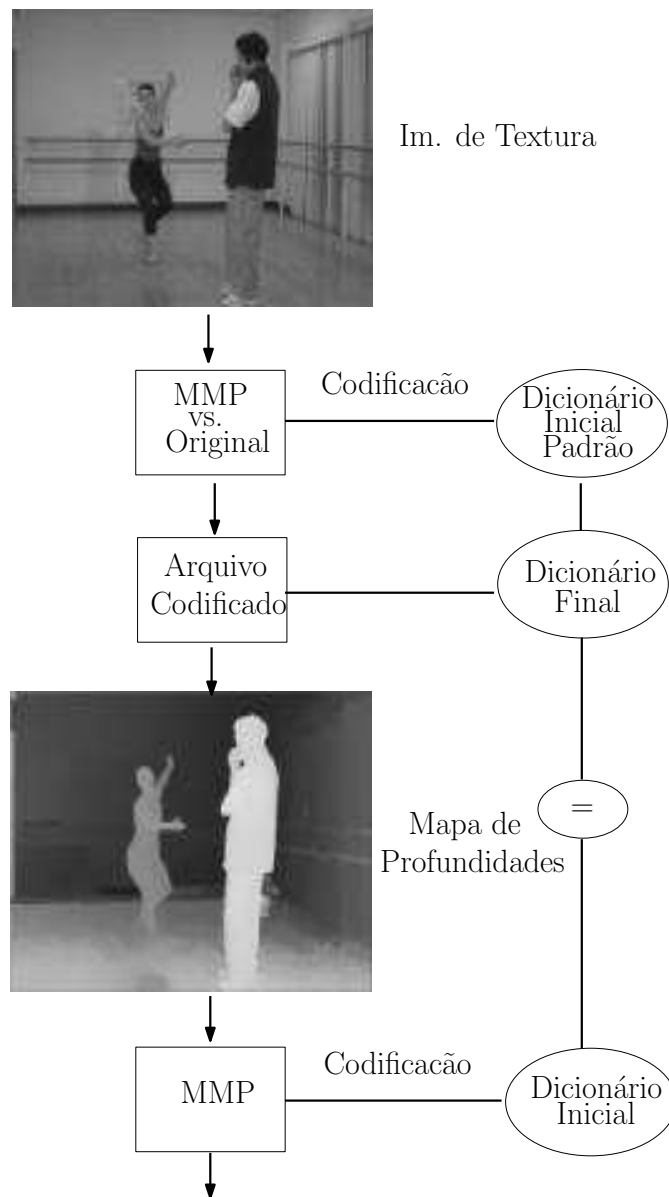 Im. de Textura
MMP
vs.
Original
Codificacão
Dicionário
Inicial
Padrão
Arquivo
Codificado
Dicionário
Final
=
Mapa de
Profundidades
MMP
Codificacão
Dicionário
Inicial